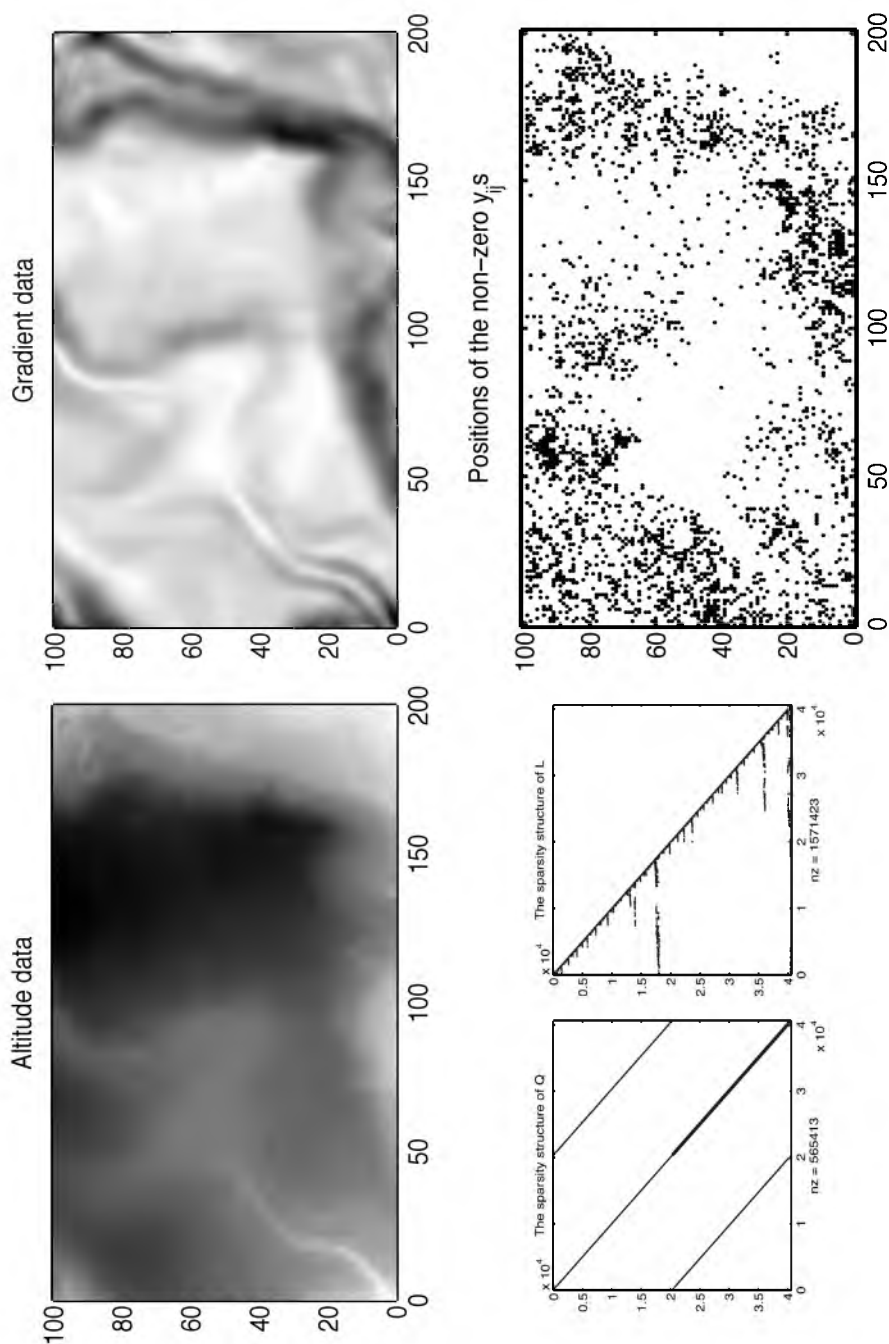 Altitude data
100
80
60
40
20
0
0 50 100 150 200
Gradient data
100
80
60
40
20
0
0 50 100 150 200
The sparsity structure of Q
x 10^4
0
0.5
1
1.5
2
2.5
3
3.5
4
0 1 2 3 4
x 10^4
nz = 565413
The sparsity structure of L
x 10^4
0
0.5
1
1.5
2
2.5
3
3.5
4
0 1 2 3 4
x 10^4
nz = 1571423
Positions of the non−zero y_ij s
100
80
60
40
20
0
0 50 100 150 200